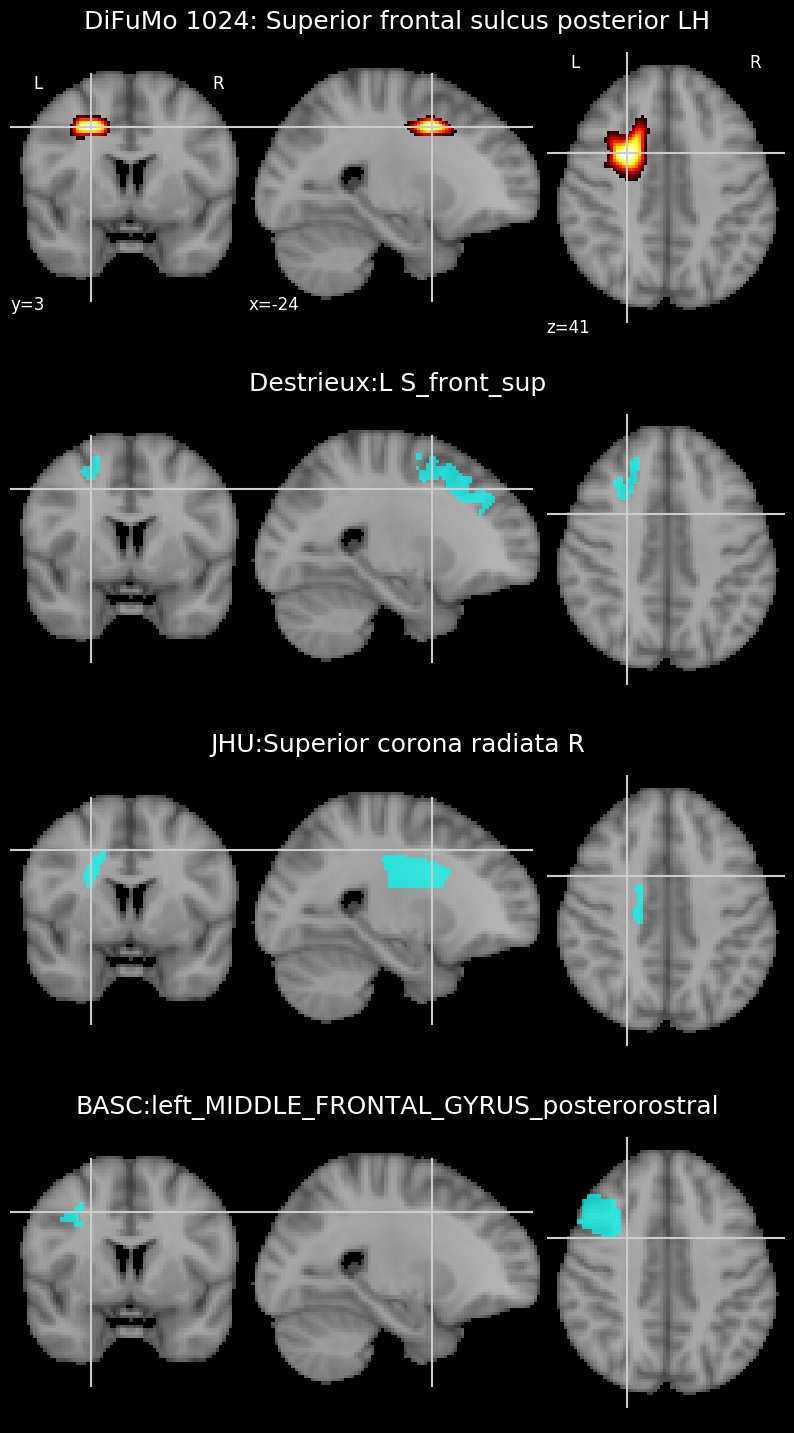 DiFuMo 1024: Superior frontal sulcus posterior LH
L R L R
y=3 x=-24 z=41
Destrieux:L S_front_sup
JHU:Superior corona radiata R
BASC:left_MIDDLE_FRONTAL_GYRUS_posterorostral